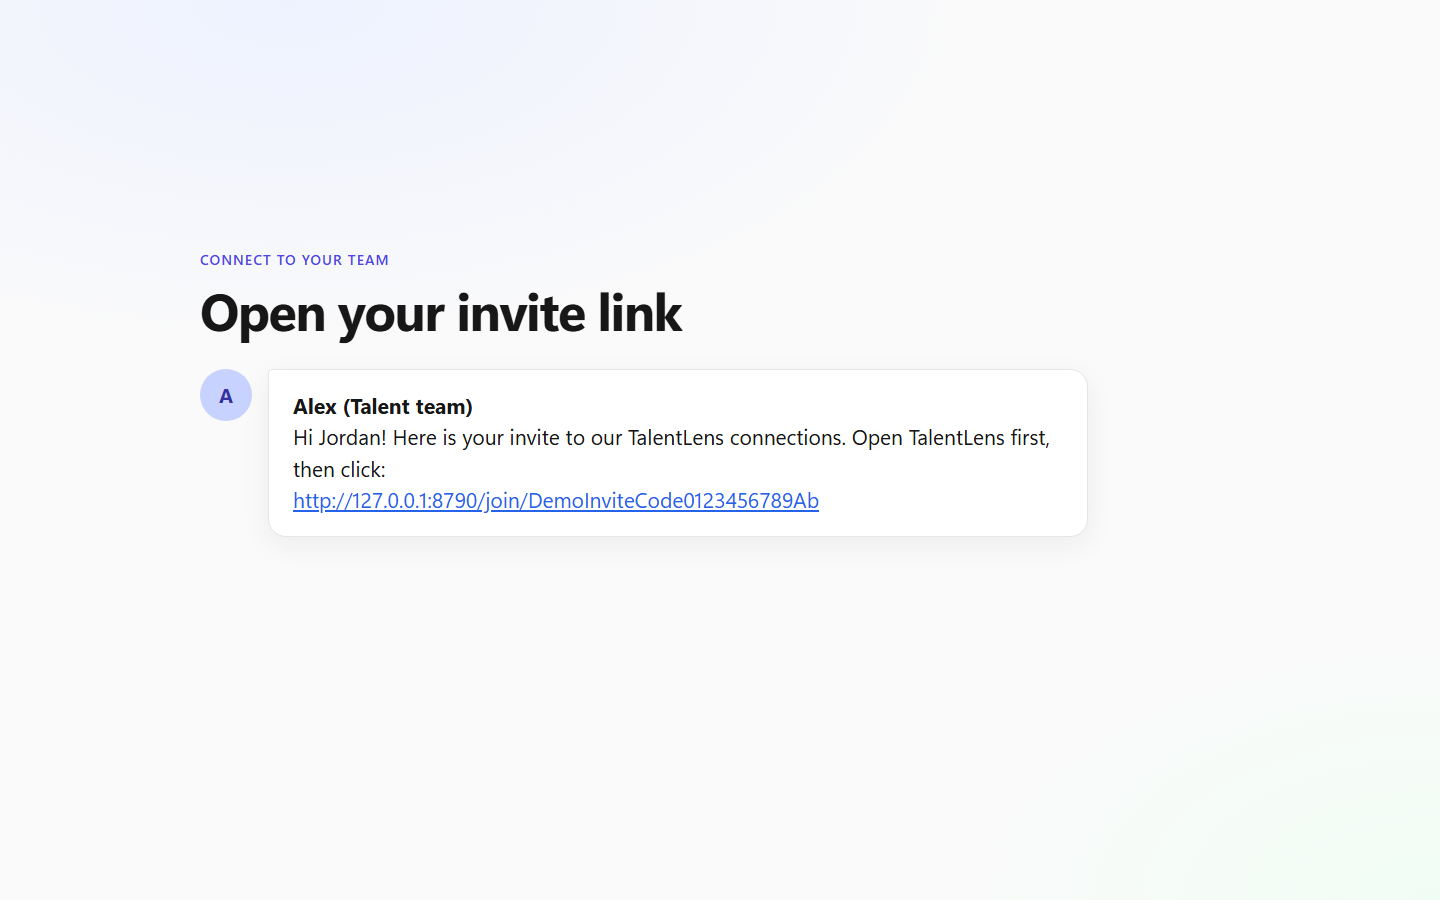 CONNECT TO YOUR TEAM
Open your invite link
A
Alex (Talent team)
Hi Jordan! Here is your invite to our TalentLens connections. Open TalentLens first,
then click:
http://127.0.0.1:8790/join/DemoInviteCode0123456789Ab